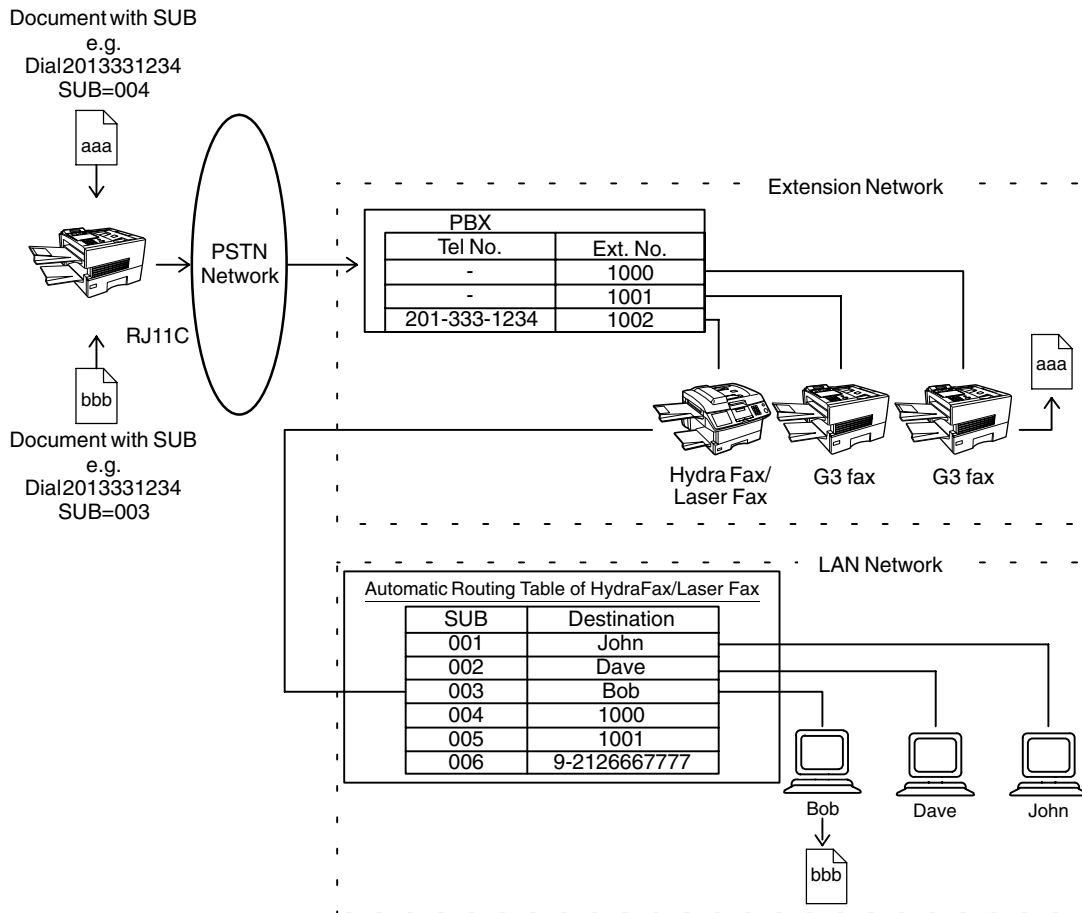 Document with SUB
e.g.
Dial2013331234
SUB=004
aaa
RJ11C
bbb
Document with SUB
e.g.
Dial2013331234
SUB=003
PSTN
Network
Extension Network
PBX
Tel No. Ext. No.
- 1000
- 1001
201-333-1234 1002
aaa
Hydra Fax/
Laser Fax
G3 fax
G3 fax
LAN Network
Automatic Routing Table of HydraFax/Laser Fax
SUB Destination
001 John
002 Dave
003 Bob
004 1000
005 1001
006 9-2126667777
Bob
Dave
John
bbb